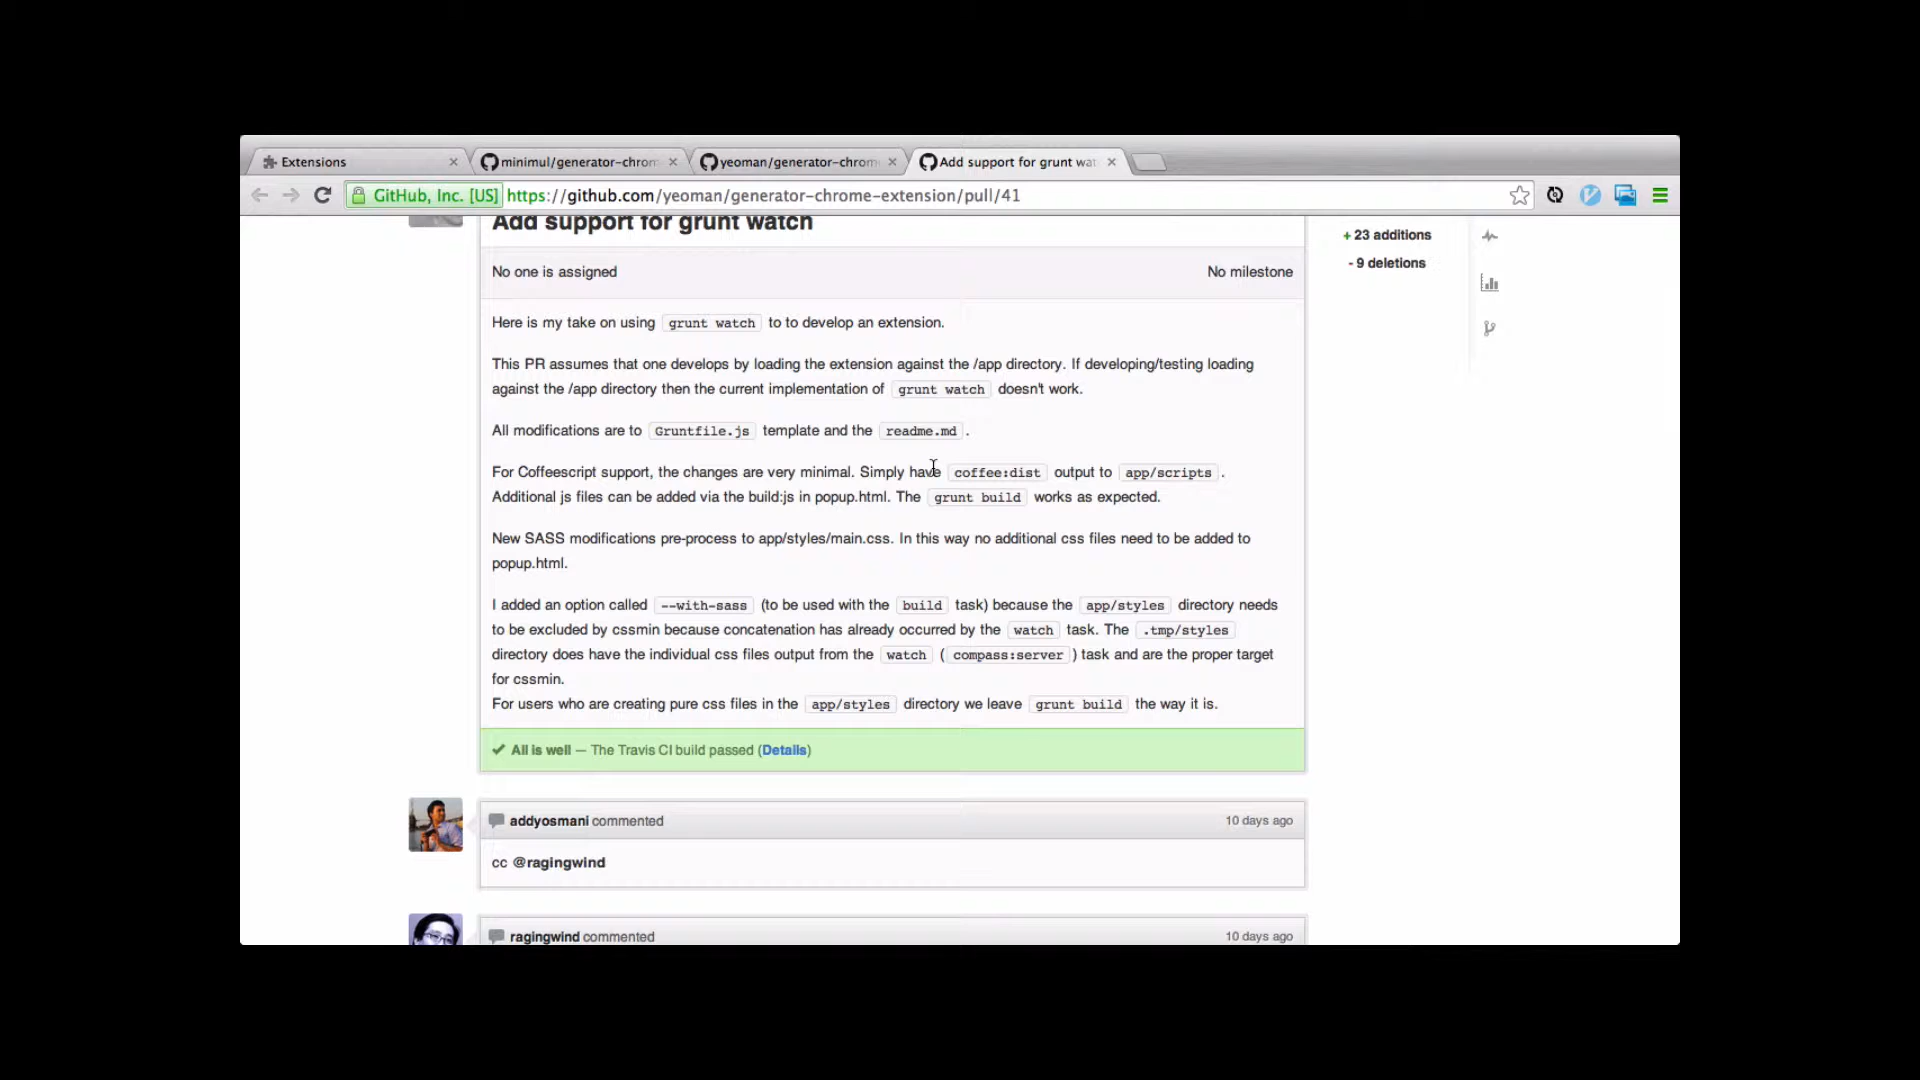 Extensions
minimul/generator-chrom
yeoman/generator-chrom
Add support for grunt wat
GitHub, Inc. [US] https://github.com/yeoman/generator-chrome-extension/pull/41
Add support for grunt watch
+ 23 additions
- 9 deletions
No one is assigned
No milestone
Here is my take on using grunt watch to to develop an extension.
This PR assumes that one develops by loading the extension against the /app directory. If developing/testing loading
against the /app directory then the current implementation of grunt watch doesn't work.
All modifications are to Gruntfile.js template and the readme.md .
For Coffeescript support, the changes are very minimal. Simply have coffee:dist output to app/scripts .
Additional js files can be added via the build:js in popup.html. The grunt build works as expected.
New SASS modifications pre-process to app/styles/main.css. In this way no additional css files need to be added to
popup.html.
I added an option called --with-sass (to be used with the build task) because the app/styles directory needs
to be excluded by cssmin because concatenation has already occurred by the watch task. The .tmp/styles
directory does have the individual css files output from the watch ( compass:server ) task and are the proper target
for cssmin.
For users who are creating pure css files in the app/styles directory we leave grunt build the way it is.
All is well — The Travis CI build passed (Details)
addyosmani commented
10 days ago
cc @ragingwind
ragingwind commented
10 days ago